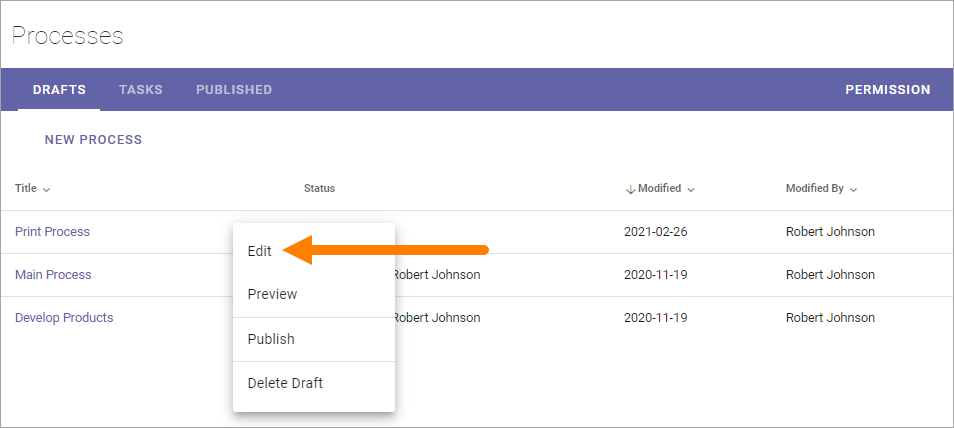 Processes
DRAFTS TASKS PUBLISHED PERMISSION
NEW PROCESS
Title Status Modified Modified By
Print Process 2021-02-26 Robert Johnson
Edit
Main Process Robert Johnson 2020-11-19 Robert Johnson
Preview
Develop Products Robert Johnson 2020-11-19 Robert Johnson
Publish
Delete Draft